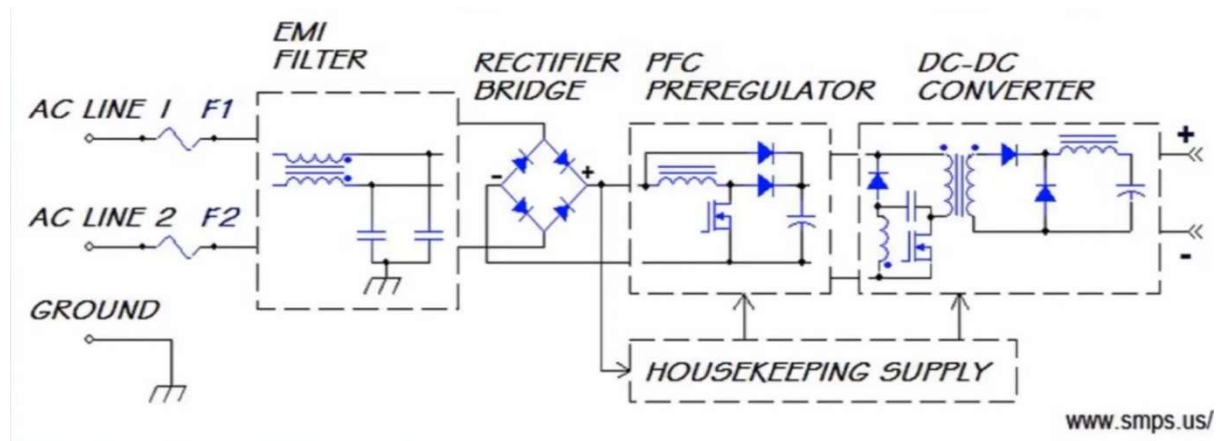 EMI
FILTER
RECTIFIER
BRIDGE
PFC
PREREGULATOR
DC-DC
CONVERTER
AC LINE 1 F1
AC LINE 2 F2
GROUND
- +
+
-
HOUSEKEEPING SUPPLY
www.smps.us/